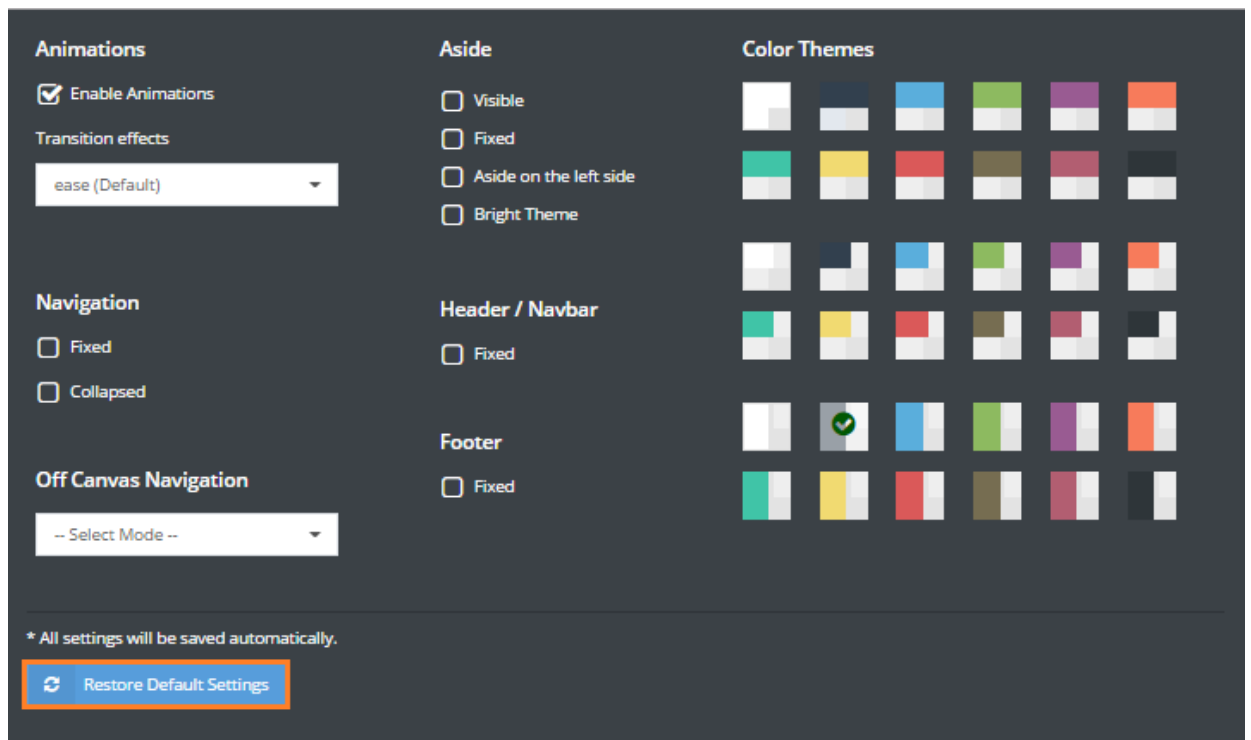 Animations
Enable Animations
Transition effects
ease (Default)
Navigation
Fixed
Collapsed
Off Canvas Navigation
-- Select Mode --
Aside
Visible
Fixed
Aside on the left side
Bright Theme
Header / Navbar
Fixed
Footer
Fixed
Color Themes
* All settings will be saved automatically.
Restore Default Settings